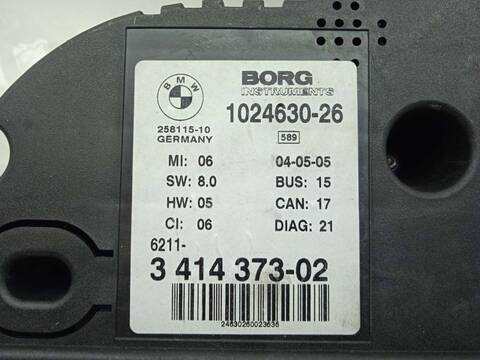 BMW
BORG
INSTRUMENTS
1024630-26
258115-10
GERMANY
589
MI: 06 04-05-05
SW: 8.0 BUS: 15
HW: 05 CAN: 17
CI: 06 DIAG: 21
6211-
3 414 373-02
24630260023636